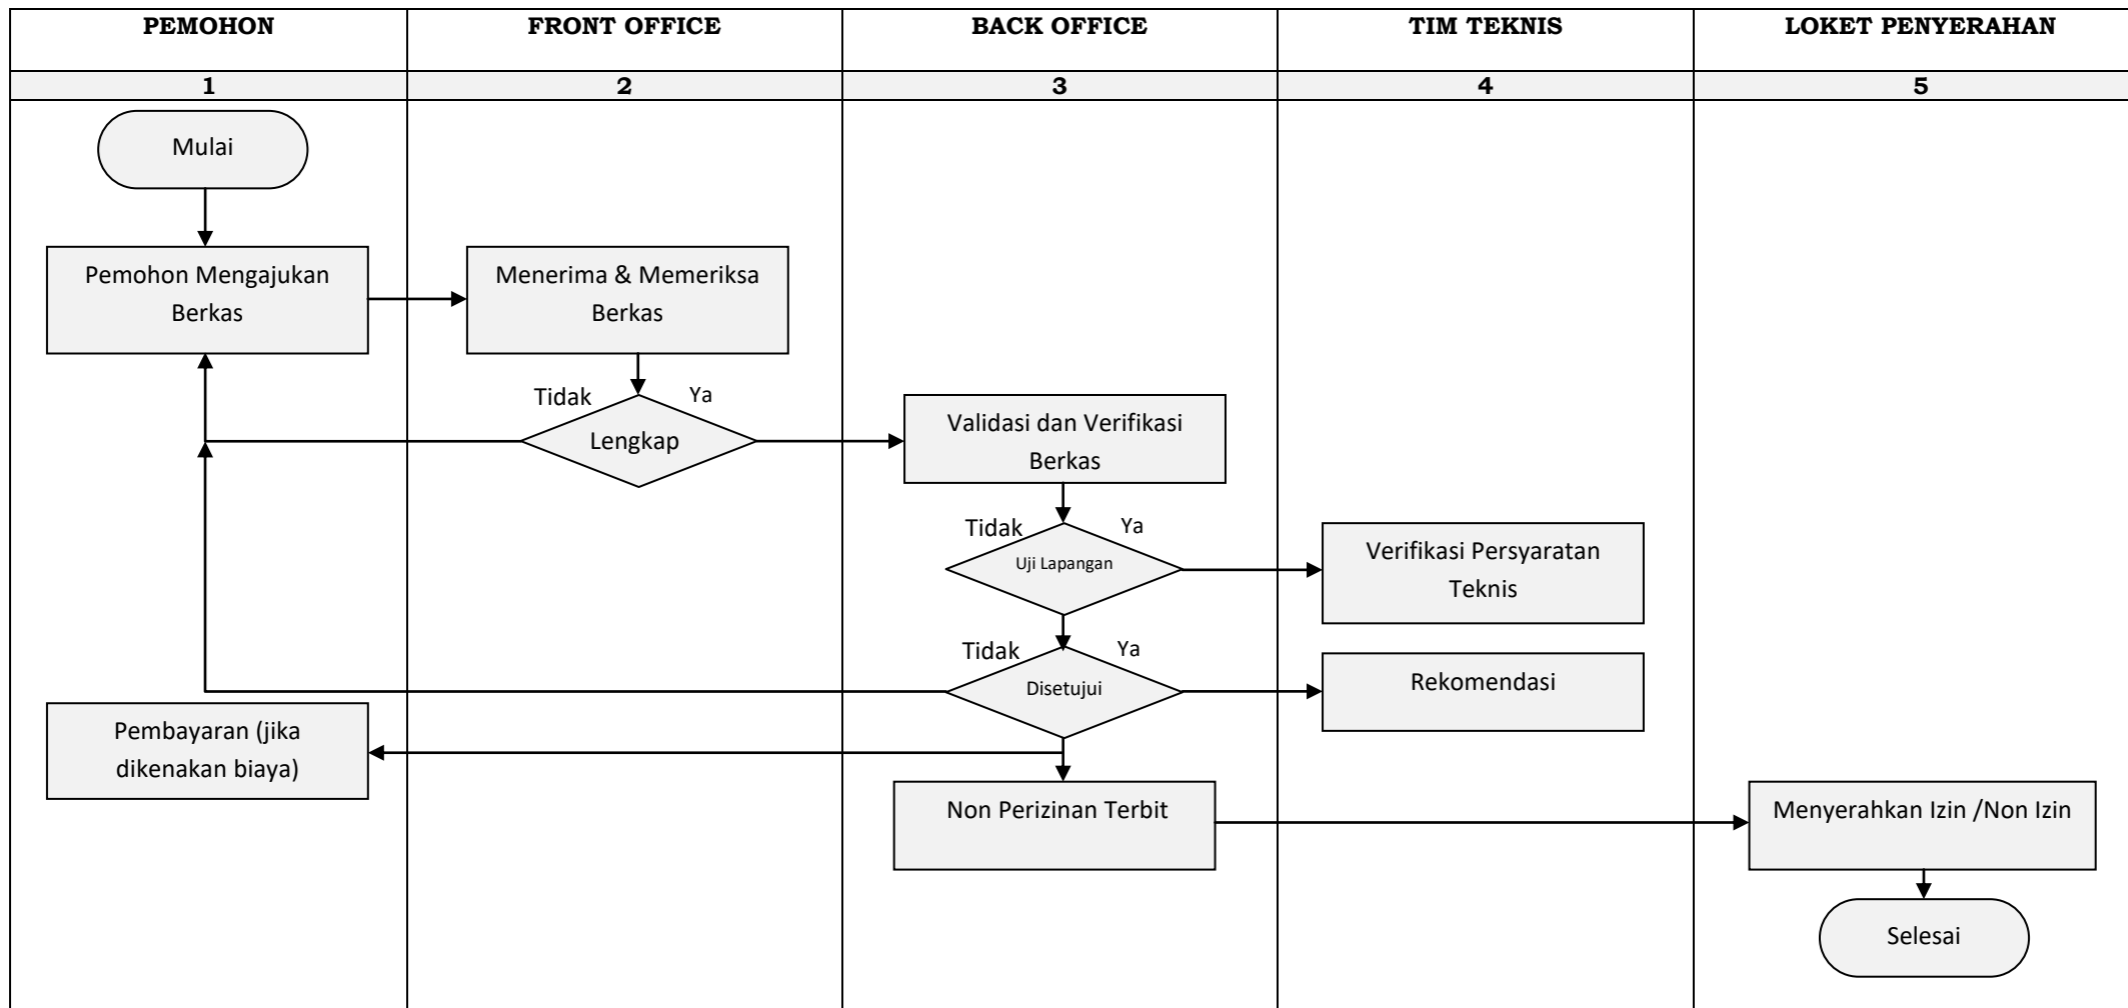 PEMOHON
FRONT OFFICE
BACK OFFICE
TIM TEKNIS
LOKET PENYERAHAN
1
2
3
4
5
Mulai
Pemohon Mengajukan
Berkas
Menerima & Memeriksa
Berkas
Tidak
Ya
Lengkap
Validasi dan Verifikasi
Berkas
Tidak
Ya
Uji Lapangan
Verifikasi Persyaratan
Teknis
Tidak
Ya
Disetujui
Rekomendasi
Pembayaran (jika
dikenakan biaya)
Non Perizinan Terbit
Menyerahkan Izin /Non Izin
Selesai